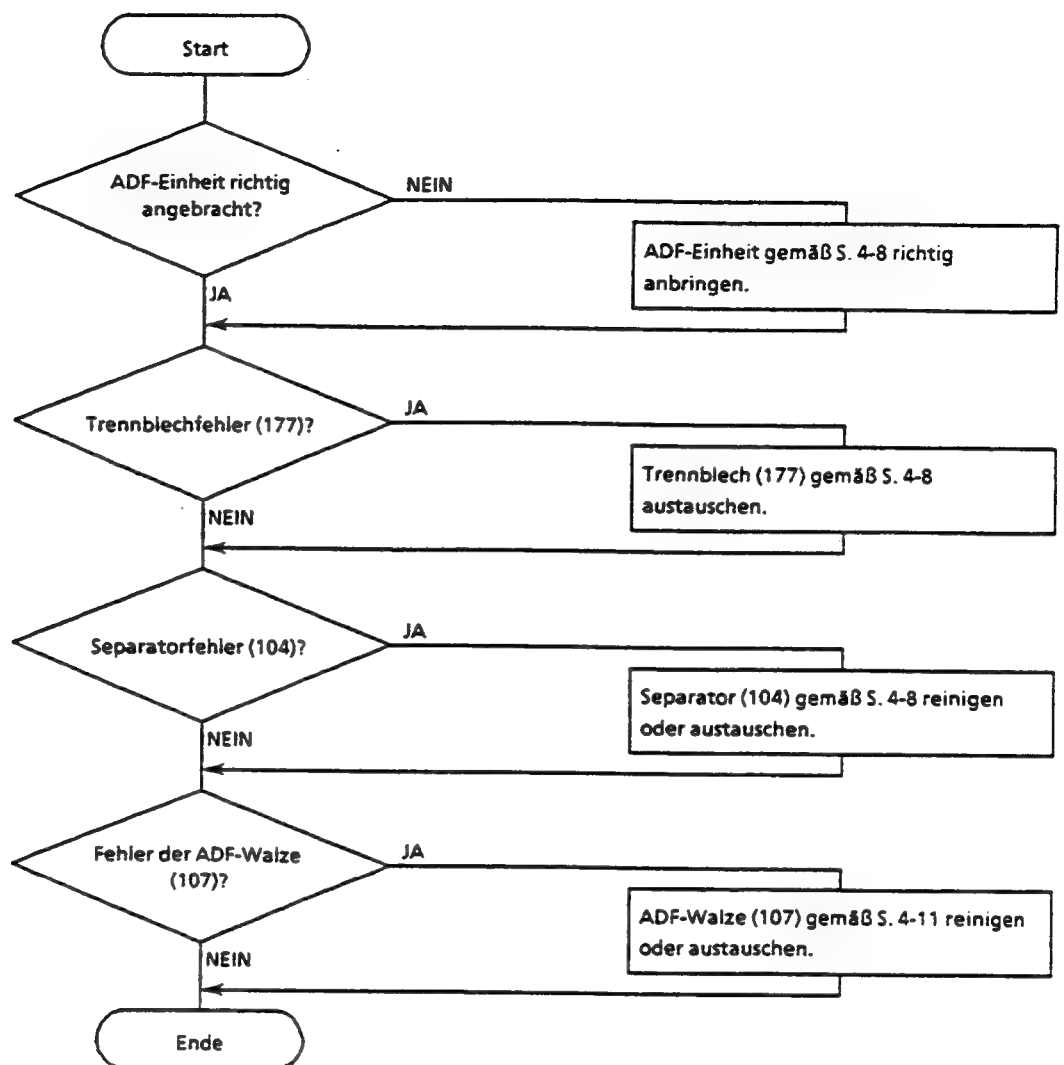 Start
ADF-Einheit richtig
angebracht?
NEIN
ADF-Einheit gemäß S. 4-8 richtig
anbringen.
JA
Trennblechfehler (177)?
JA
Trennblech (177) gemäß S. 4-8
austauschen.
NEIN
Separatorfehler (104)?
JA
Separator (104) gemäß S. 4-8 reinigen
oder austauschen.
NEIN
Fehler der ADF-Walze
(107)?
JA
ADF-Walze (107) gemäß S. 4-11 reinigen
oder austauschen.
NEIN
Ende